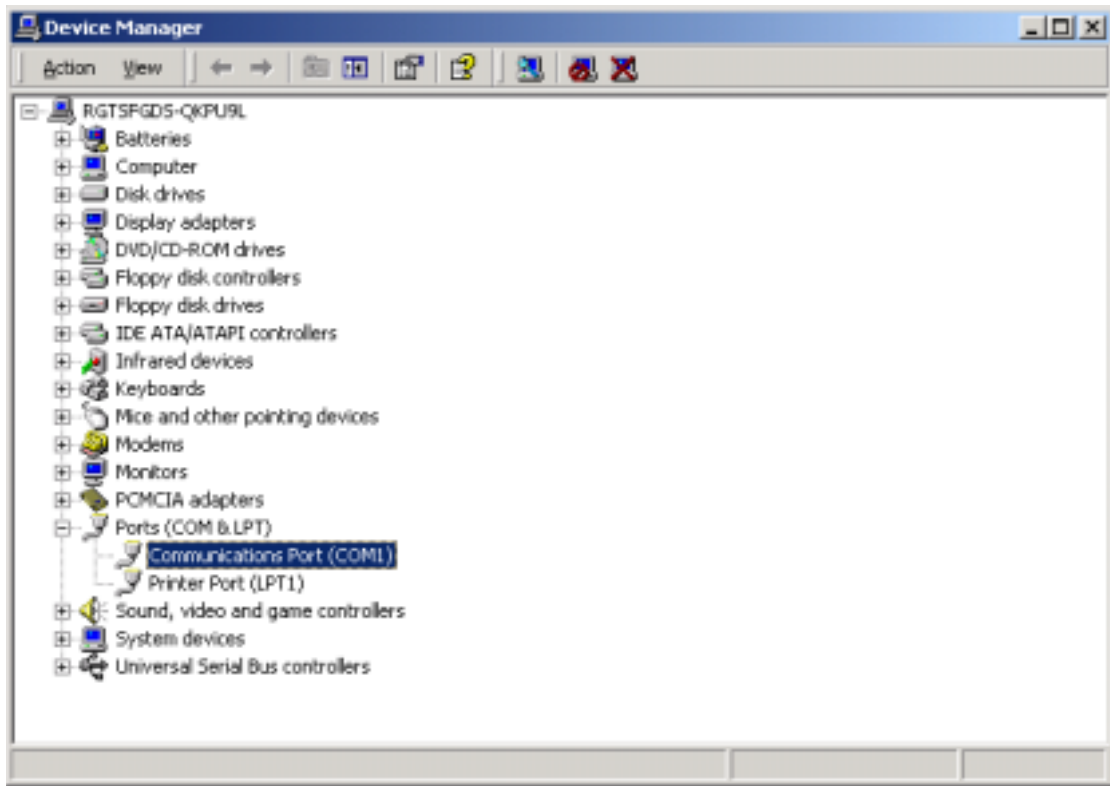 Device Manager
Action View
RGTSFGDS-QKPU9L
Batteries
Computer
Disk drives
Display adapters
DVD/CD-ROM drives
Floppy disk controllers
Floppy disk drives
IDE ATA/ATAPI controllers
Infrared devices
Keyboards
Mice and other pointing devices
Modems
Monitors
PCMCIA adapters
Ports (COM & LPT)
Communications Port (COM1)
Printer Port (LPT1)
Sound, video and game controllers
System devices
Universal Serial Bus controllers